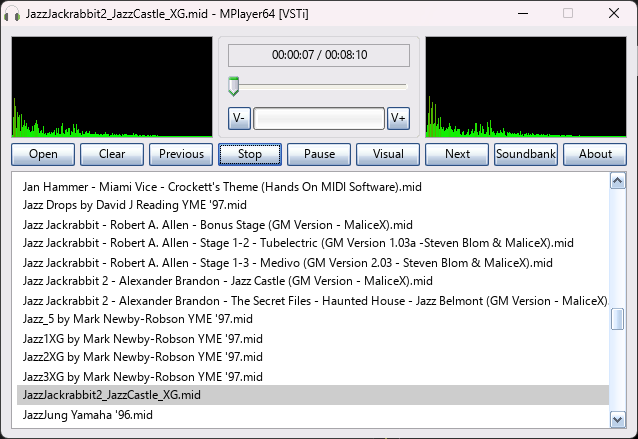 JazzJackrabbit2_JazzCastle_XG.mid - MPlayer64 [VSTi]
00:00:07 / 00:08:10
V- V+
Open Clear Previous Stop Pause Visual Next Soundbank About
Jan Hammer - Miami Vice - Crockett's Theme (Hands On MIDI Software).mid
Jazz Drops by David J Reading YME '97.mid
Jazz Jackrabbit - Robert A. Allen - Bonus Stage (GM Version - MaliceX).mid
Jazz Jackrabbit - Robert A. Allen - Stage 1-2 - Tubelectric (GM Version 1.03a -Steven Blom & MaliceX).mid
Jazz Jackrabbit - Robert A. Allen - Stage 1-3 - Medivo (GM Version 2.03 - Steven Blom & MaliceX).mid
Jazz Jackrabbit 2 - Alexander Brandon - Jazz Castle (GM Version - MaliceX).mid
Jazz Jackrabbit 2 - Alexander Brandon - The Secret Files - Haunted House - Jazz Belmont (GM Version - MaliceX).
Jazz_5 by Mark Newby-Robson YME '97.mid
Jazz1XG by Mark Newby-Robson YME '97.mid
Jazz2XG by Mark Newby-Robson YME '97.mid
Jazz3XG by Mark Newby-Robson YME '97.mid
JazzJackrabbit2_JazzCastle_XG.mid
JazzJung Yamaha '96.mid